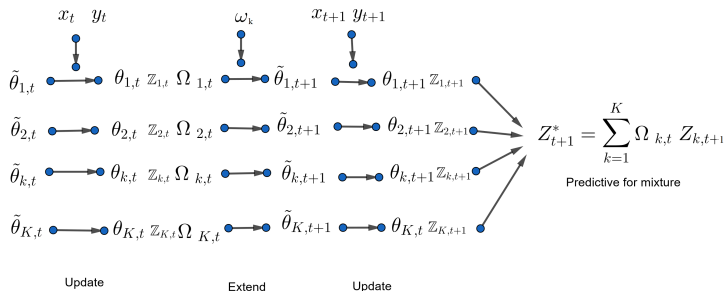 x_t y_t ω_k x_{t+1} y_{t+1}
θ̃_{1,t} θ_{1,t} ℤ_{1,t} Ω_{1,t} θ̃_{1,t+1} θ_{1,t+1} ℤ_{1,t+1}
θ̃_{2,t} θ_{2,t} ℤ_{2,t} Ω_{2,t} θ̃_{2,t+1} θ_{2,t+1} ℤ_{2,t+1}
Z^*_{t+1} = ∑_{k=1}^{K} Ω_{k,t} Z_{k,t+1}
θ̃_{k,t} θ_{k,t} ℤ_{k,t} Ω_{k,t} θ̃_{k,t+1} θ_{k,t+1} ℤ_{k,t+1}
Predictive for mixture
θ̃_{K,t} θ_{K,t} ℤ_{K,t} Ω_{K,t} θ̃_{K,t+1} θ_{K,t} ℤ_{K,t+1}
Update Extend Update